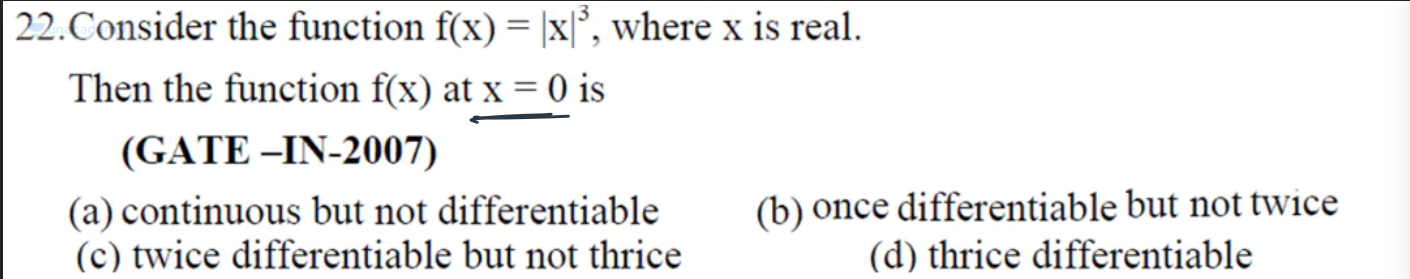 22.Consider the function f(x) = |x|³, where x is real.
Then the function f(x) at x = 0 is
(GATE –IN-2007)
(a) continuous but not differentiable (b) once differentiable but not twice
(c) twice differentiable but not thrice (d) thrice differentiable